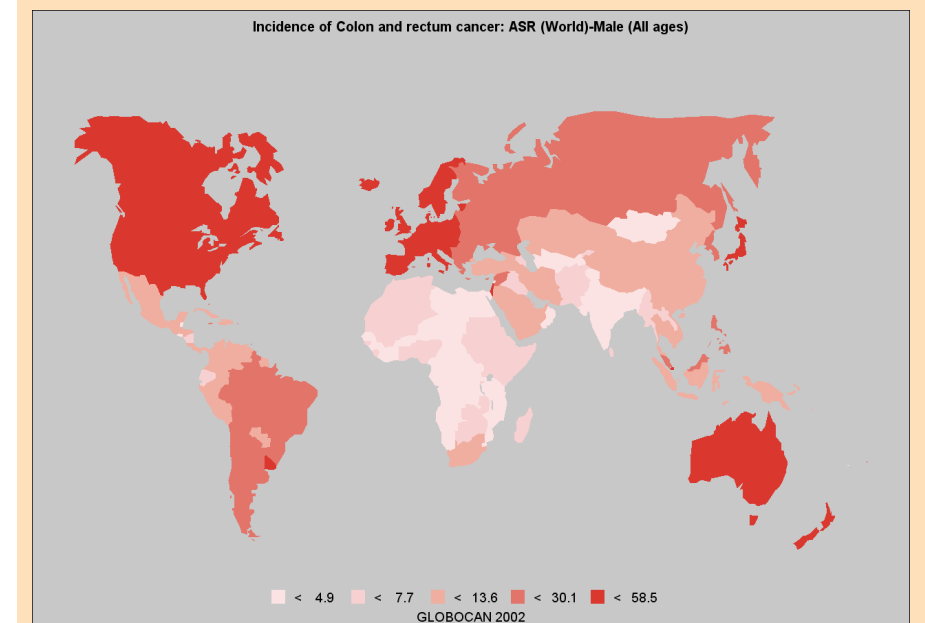 Incidence of Colon and rectum cancer: ASR (World)-Male (All ages)
< 4.9 < 7.7 < 13.6 < 30.1 < 58.5
GLOBOCAN 2002